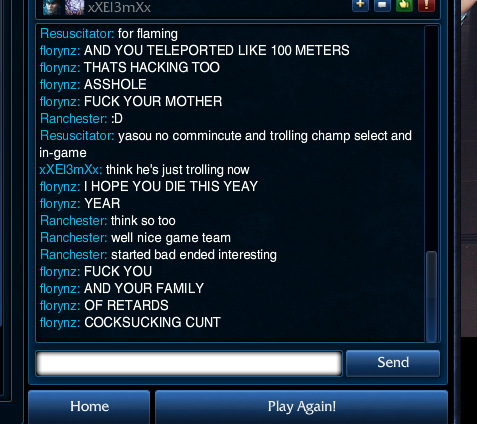 xXEl3mXx
Resuscitator: for flaming
florynz: AND YOU TELEPORTED LIKE 100 METERS
florynz: THATS HACKING TOO
florynz: ASSHOLE
florynz: FUCK YOUR MOTHER
Ranchester: :D
Resuscitator: yasou no commincute and trolling champ select and
in-game
xXEl3mXx: think he's just trolling now
florynz: I HOPE YOU DIE THIS YEAY
florynz: YEAR
Ranchester: think so too
Ranchester: well nice game team
Ranchester: started bad ended interesting
florynz: FUCK YOU
florynz: AND YOUR FAMILY
florynz: OF RETARDS
florynz: COCKSUCKING CUNT
Send
Home
Play Again!